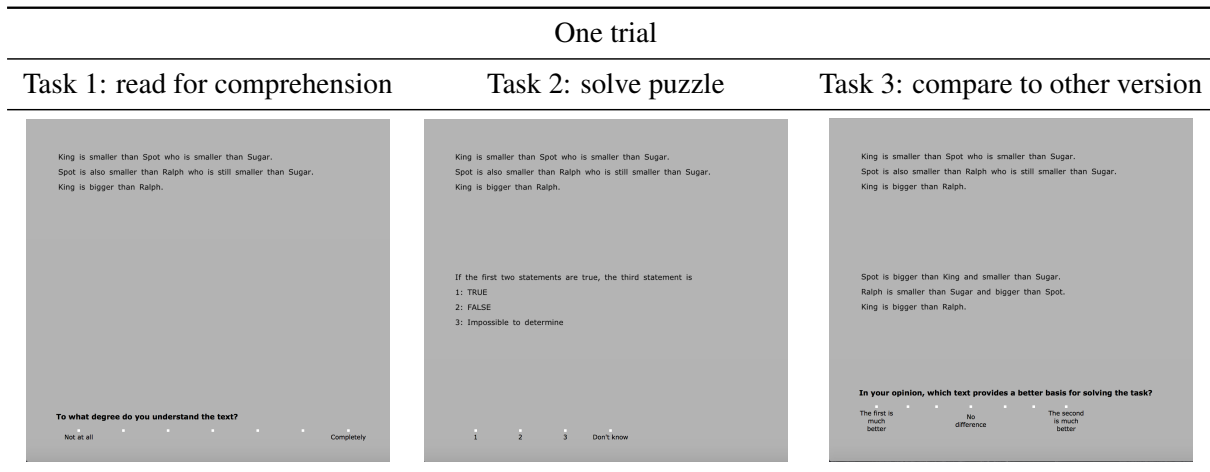 One trial
Task 1: read for comprehension
Task 2: solve puzzle
Task 3: compare to other version
King is smaller than Spot who is smaller than Sugar.
Spot is also smaller than Ralph who is still smaller than Sugar.
King is bigger than Ralph.
To what degree do you understand the text?
Not at all
Completely
King is smaller than Spot who is smaller than Sugar.
Spot is also smaller than Ralph who is still smaller than Sugar.
King is bigger than Ralph.
If the first two statements are true, the third statement is
1: TRUE
2: FALSE
3: Impossible to determine
1 2 3 Don't know
King is smaller than Spot who is smaller than Sugar.
Spot is also smaller than Ralph who is still smaller than Sugar.
King is bigger than Ralph.
Spot is bigger than King and smaller than Sugar.
Ralph is smaller than Sugar and bigger than Spot.
King is bigger than Ralph.
In your opinion, which text provides a better basis for solving the task?
The first is
much
better
No
difference
The second
is much
better